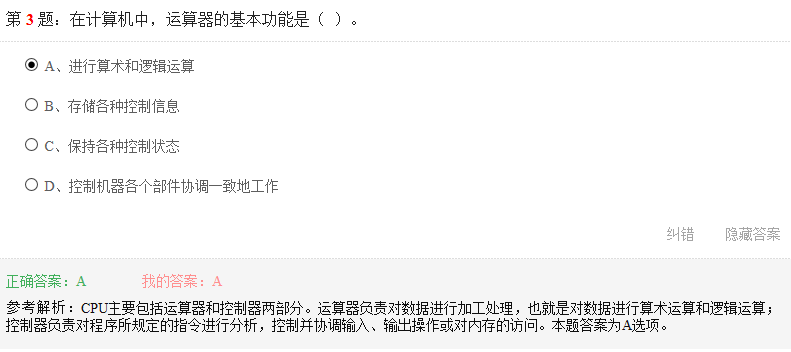 第 3 题：在计算机中，运算器的基本功能是（ ）。
A、进行算术和逻辑运算
B、存储各种控制信息
C、保持各种控制状态
D、控制机器各个部件协调一致地工作
纠错 隐藏答案
正确答案：A 我的答案：A
参考解析：CPU主要包括运算器和控制器两部分。运算器负责对数据进行加工处理，也就是对数据进行算术运算和逻辑运算；
控制器负责对程序所规定的指令进行分析，控制并协调输入、输出操作或对内存的访问。本题答案为A选项。